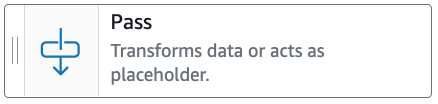 Pass
Transforms data or acts as
placeholder.